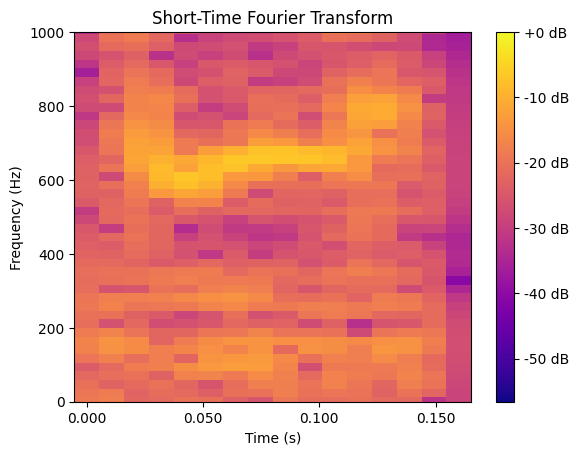 Short-Time Fourier Transform
1000
800
600
400
200
0
Frequency (Hz)
0.000
0.050
0.100
0.150
Time (s)
+0 dB
-10 dB
-20 dB
-30 dB
-40 dB
-50 dB